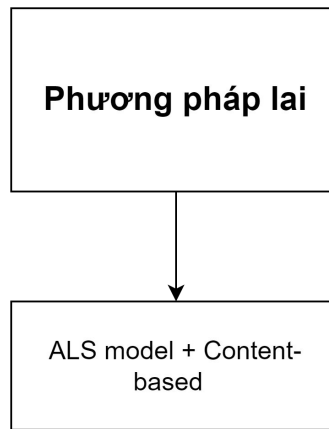 Phương pháp lai
ALS model + Content-
based